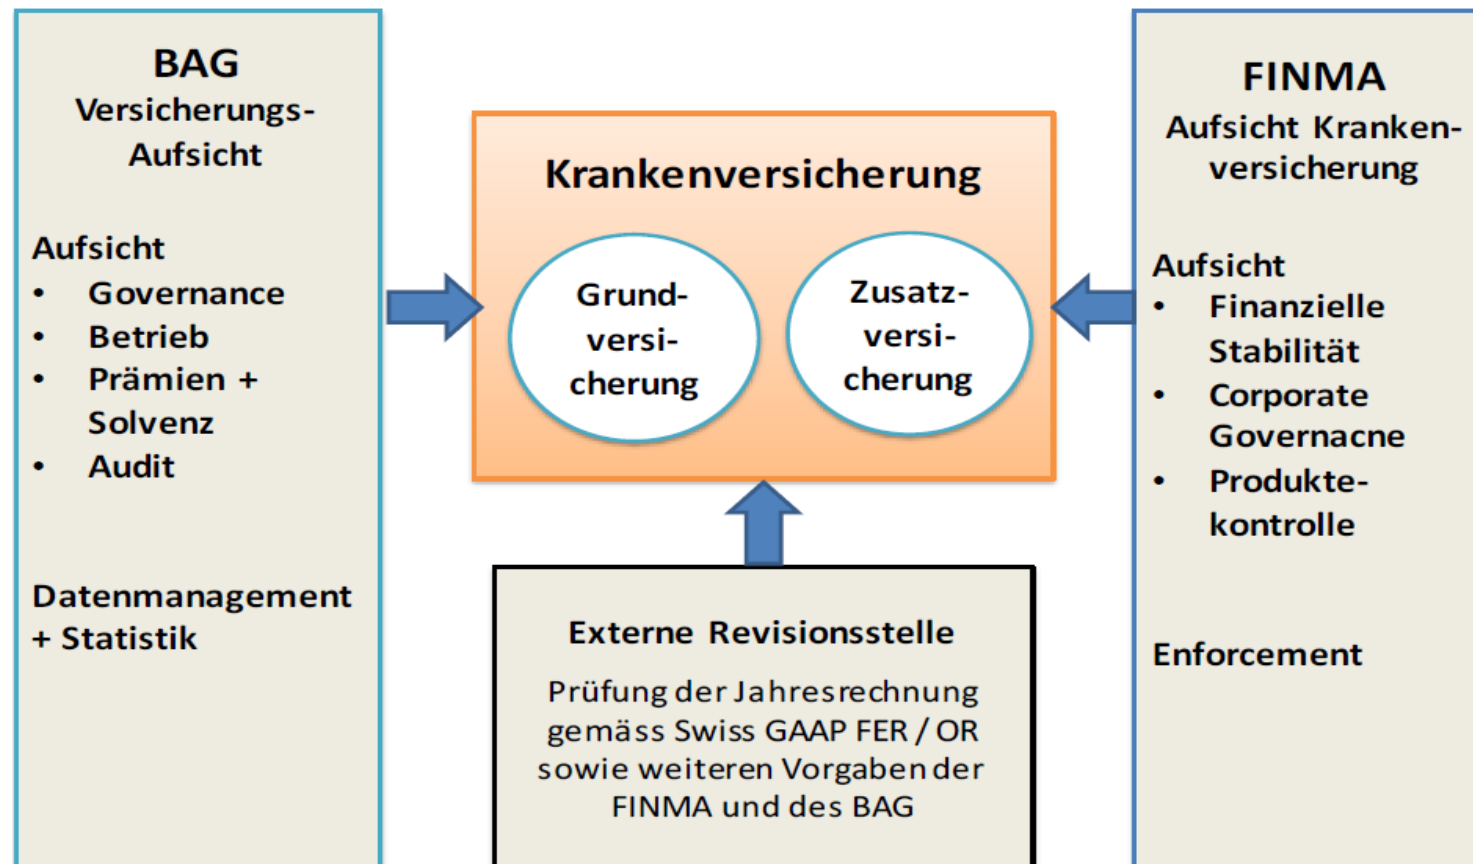 BAG
Versicherungs-
Aufsicht
Aufsicht
• Governance
• Betrieb
• Prämien +
Solvenz
• Audit
Datenmanagement
+ Statistik
Krankenversicherung
Grund-
versi-
cherung
Zusatz-
versi-
cherung
Externe Revisionsstelle
Prüfung der Jahresrechnung
gemäss Swiss GAAP FER / OR
sowie weiteren Vorgaben der
FINMA und des BAG
FINMA
Aufsicht Kranken-
versicherung
Aufsicht
• Finanzielle
Stabilität
• Corporate
Governacne
• Produkte-
kontrolle
Enforcement